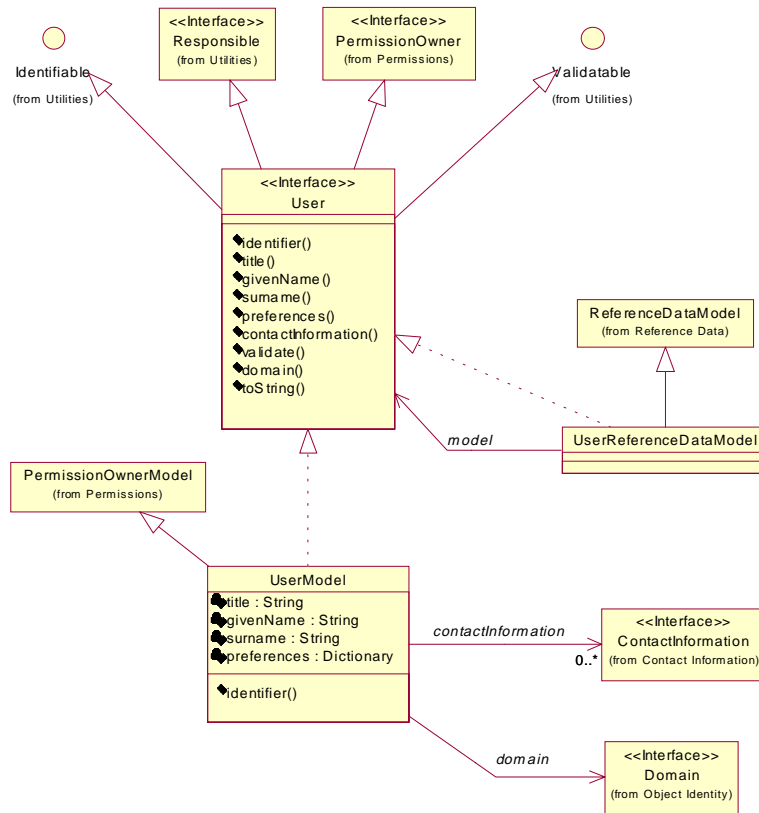 <<Interface>>
Responsible
(from Utilities)
<<Interface>>
PermissionOwner
(from Permissions)
Identifiable
(from Utilities)
Validatable
(from Utilities)
<<Interface>>
User
identifier()
title()
givenName()
surname()
preferences()
contactInformation()
validate()
domain()
toString()
ReferenceDataModel
(from Reference Data)
model
UserReferenceDataModel
PermissionOwnerModel
(from Permissions)
UserModel
title : String
givenName : String
surname : String
preferences : Dictionary
identifier()
contactInformation
0..*
<<Interface>>
ContactInformation
(from Contact Information)
domain
<<Interface>>
Domain
(from Object Identity)